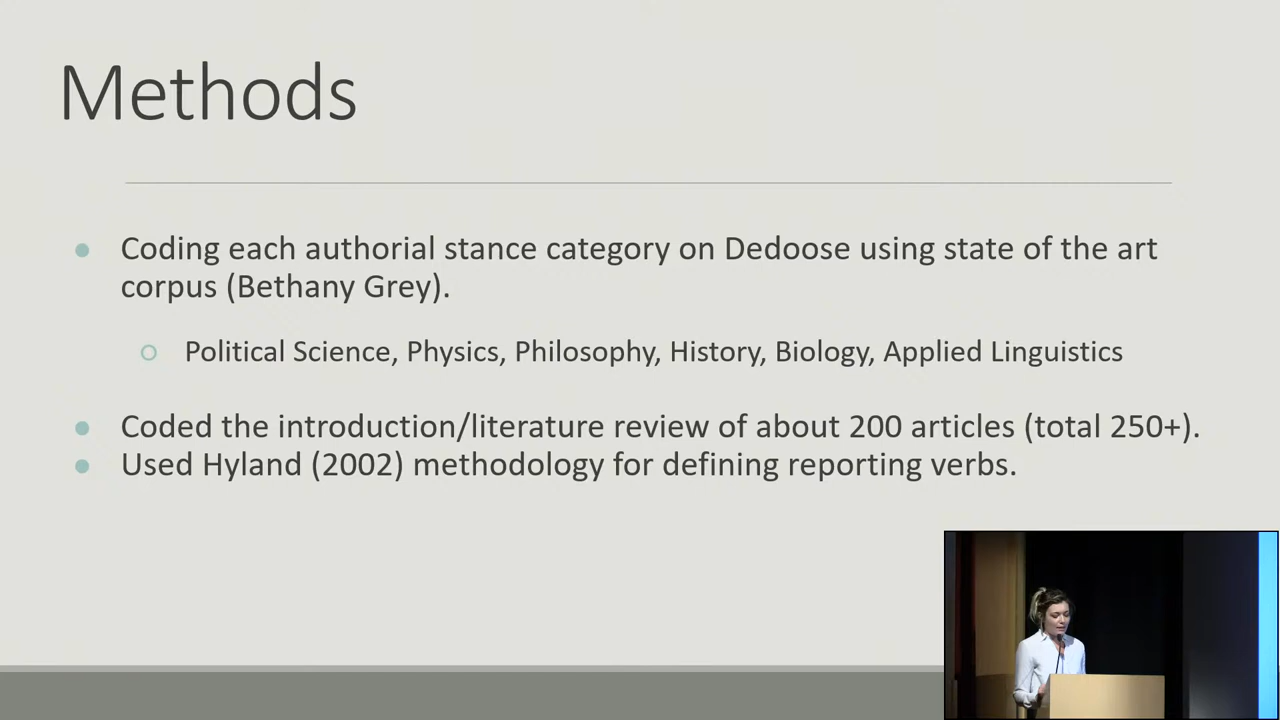 Methods
Coding each authorial stance category on Dedoose using state of the art
corpus (Bethany Grey).
Political Science, Physics, Philosophy, History, Biology, Applied Linguistics
Coded the introduction/literature review of about 200 articles (total 250+).
Used Hyland (2002) methodology for defining reporting verbs.